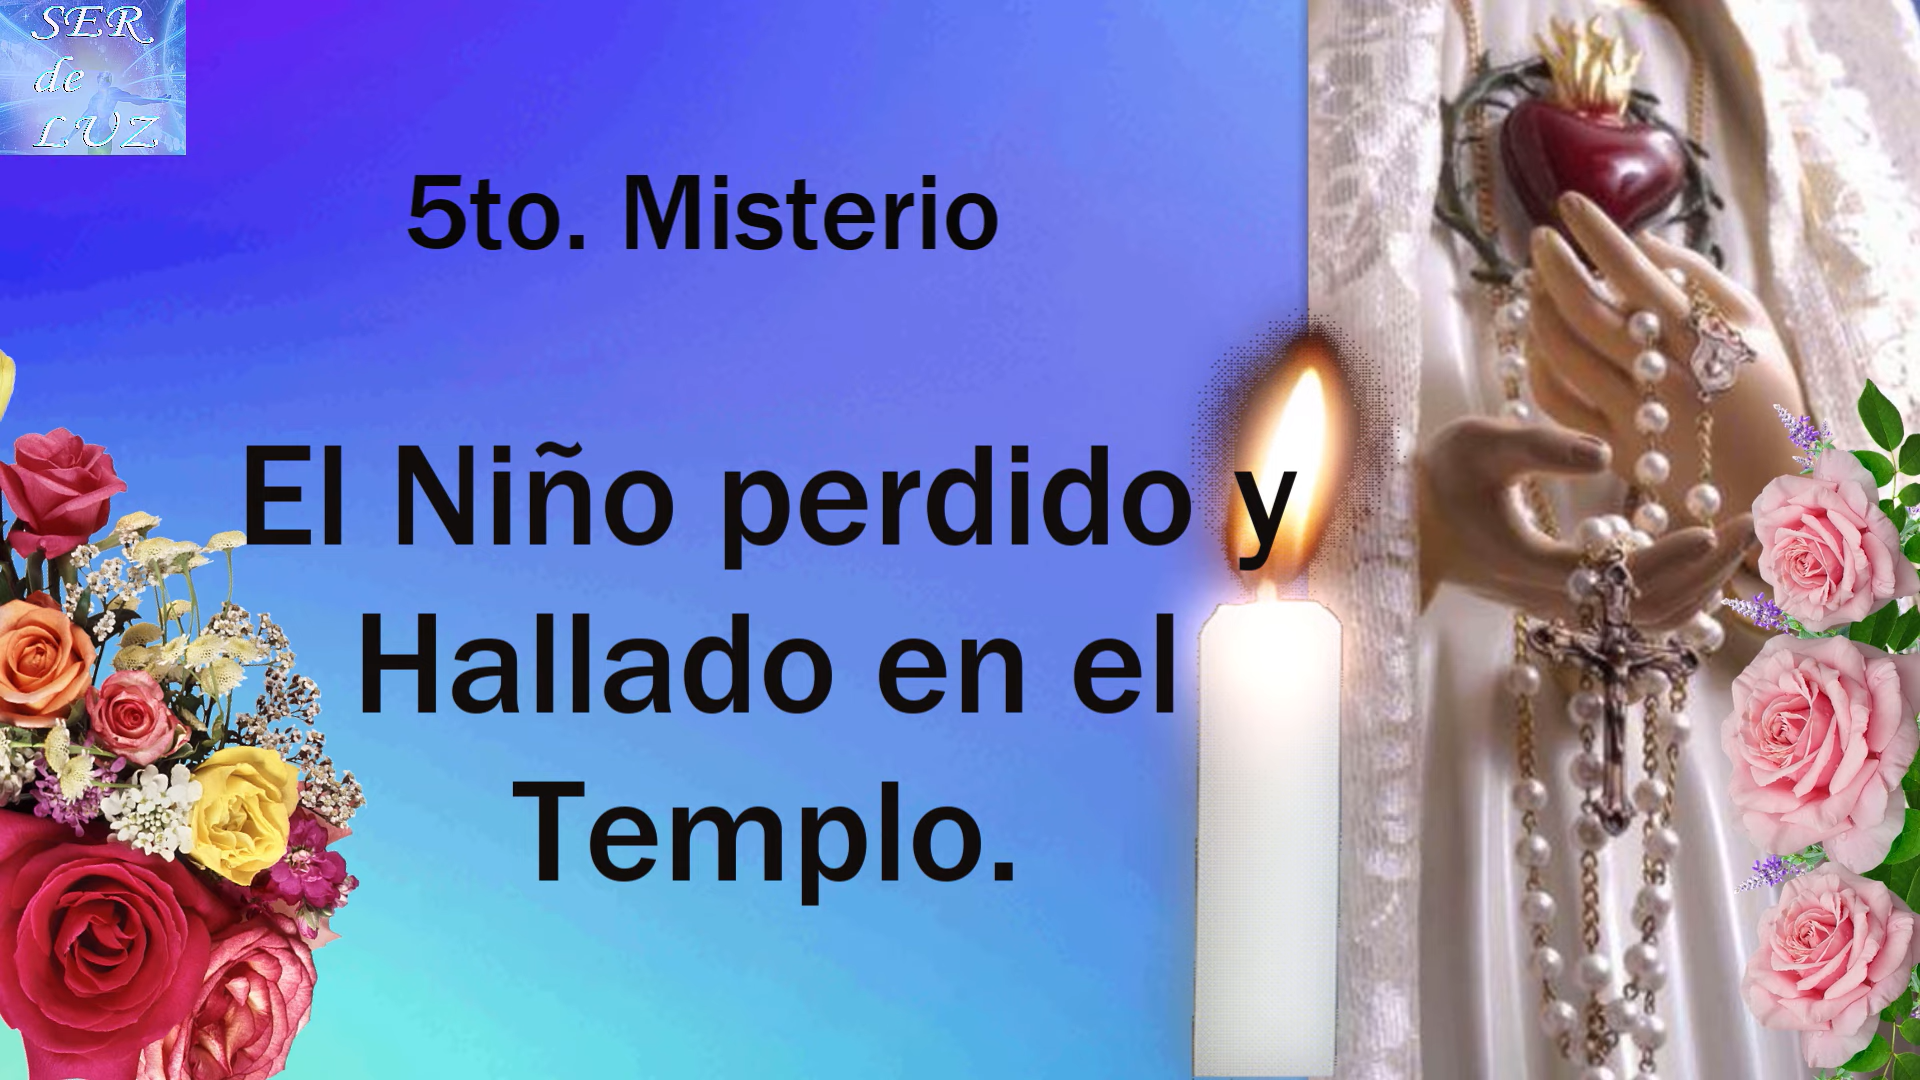 SER
de
LUZ
5to. Misterio
El Niño perdido y
Hallado en el
Templo.